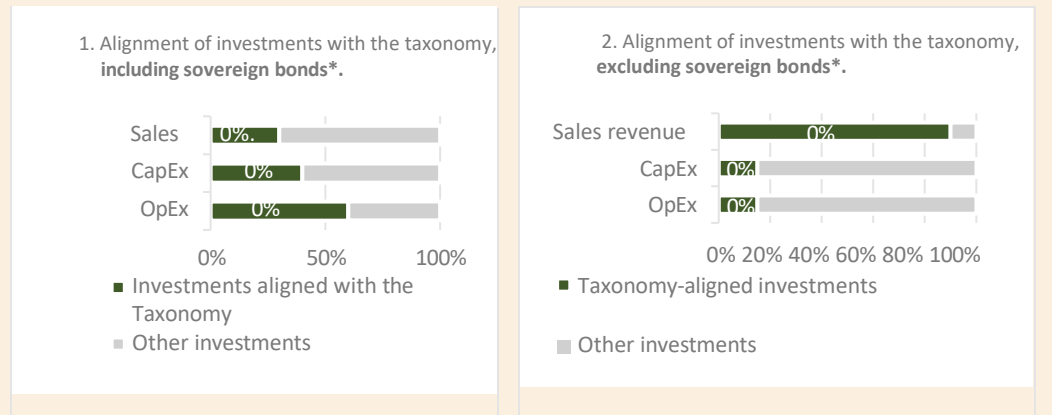 1. Alignment of investments with the taxonomy,
including sovereign bonds*.
Sales
0%.
CapEx
0%
OpEx
0%
0%
50%
100%
Investments aligned with the
Taxonomy
Other investments
2. Alignment of investments with the taxonomy,
excluding sovereign bonds*.
Sales revenue
0%
CapEx
0%
OpEx
0%
0% 20% 40% 60% 80% 100%
Taxonomy-aligned investments
Other investments